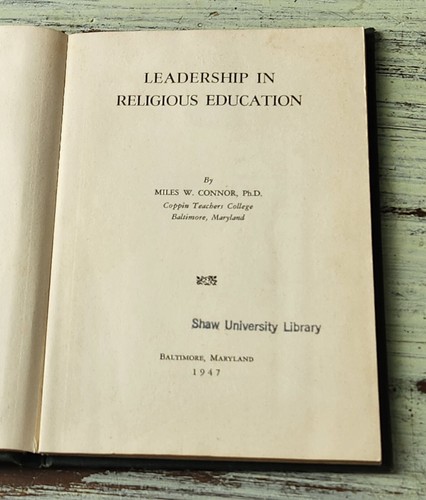 LEADERSHIP IN
RELIGIOUS EDUCATION
By
MILES W. CONNOR, Ph.D.
Coppin Teachers College
Baltimore, Maryland
Shaw University Library
BALTIMORE, MARYLAND
1947